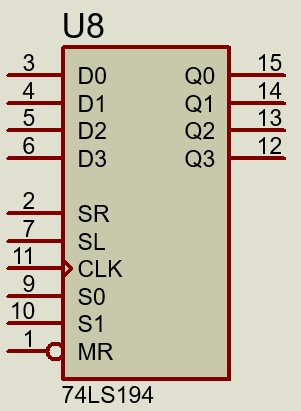 U8
3 D0 Q0 15
4 D1 Q1 14
5 D2 Q2 13
6 D3 Q3 12
2 SR
7 SL
11 CLK
9 S0
10 S1
1 MR
74LS194